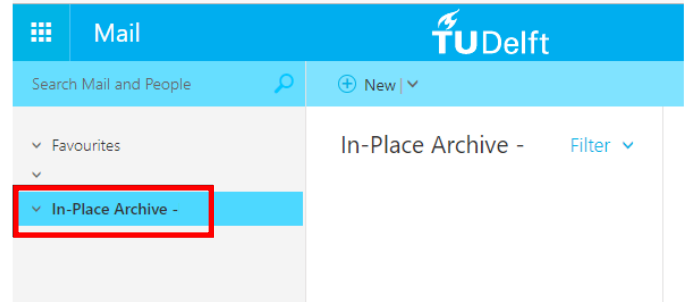 Mail
TUDelft
Search Mail and People
New
Favourites
In-Place Archive -
In-Place Archive -
Filter